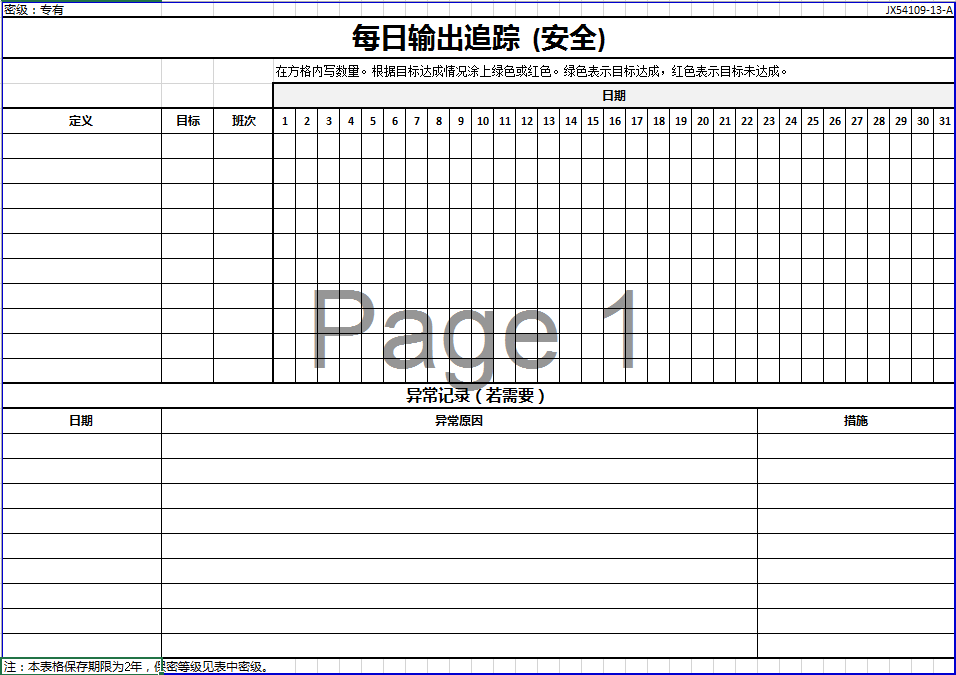 密级：专有 JX54109-13-A
每日输出追踪 (安全)
在方格内写数量。根据目标达成情况涂上绿色或红色。绿色表示目标达成，红色表示目标未达成。
日期
定义 目标 班次 1 2 3 4 5 6 7 8 9 10 11 12 13 14 15 16 17 18 19 20 21 22 23 24 25 26 27 28 29 30 31
Page 1
异常记录（若需要）
日期 异常原因 措施
注：本表格保存期限为2年，保密等级见表中密级。